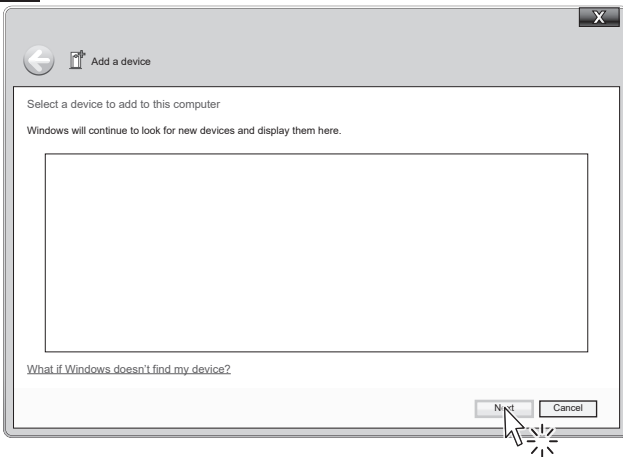 X
Add a device
Select a device to add to this computer
Windows will continue to look for new devices and display them here.
What if Windows doesn't find my device?
Next Cancel